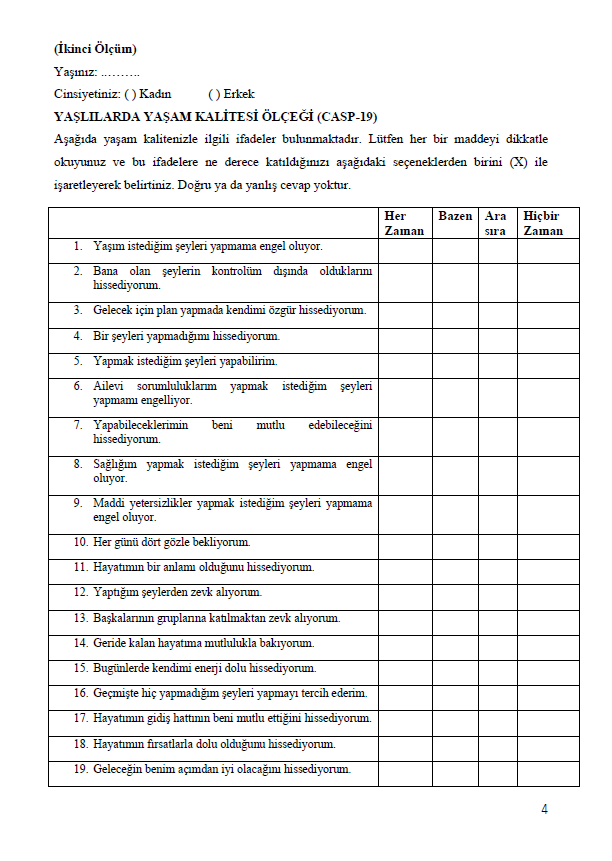 (İkinci Ölçüm)
Yaşınız: ..……..
Cinsiyetiniz: ( ) Kadın ( ) Erkek
YAŞLILARDA YAŞAM KALİTESİ ÖLÇEĞİ (CASP-19)
Aşağıda yaşam kalitenizle ilgili ifadeler bulunmaktadır. Lütfen her bir maddeyi dikkatle
okuyunuz ve bu ifadelere ne derece katıldığınızı aşağıdaki seçeneklerden birini (X) ile
işaretleyerek belirtiniz. Doğru ya da yanlış cevap yoktur.
Her Bazen Ara Hiçbir
Zaman sıra Zaman
1. Yaşım istediğim şeyleri yapmama engel oluyor.
2. Bana olan şeylerin kontrolüm dışında olduklarını
hissediyorum.
3. Gelecek için plan yapmada kendimi özgür hissediyorum.
4. Bir şeyleri yapmadığımı hissediyorum.
5. Yapmak istediğim şeyleri yapabilirim.
6. Ailevi sorumluluklarım yapmak istediğim şeyleri
yapmamı engelliyor.
7. Yapabileceklerimin beni mutlu edebileceğini
hissediyorum.
8. Sağlığım yapmak istediğim şeyleri yapmama engel
oluyor.
9. Maddi yetersizlikler yapmak istediğim şeyleri yapmama
engel oluyor.
10. Her günü dört gözle bekliyorum.
11. Hayatımın bir anlamı olduğunu hissediyorum.
12. Yaptığım şeylerden zevk alıyorum.
13. Başkalarının gruplarına katılmaktan zevk alıyorum.
14. Geride kalan hayatıma mutlulukla bakıyorum.
15. Bugünlerde kendimi enerji dolu hissediyorum.
16. Geçmişte hiç yapmadığım şeyleri yapmayı tercih ederim.
17. Hayatımın gidiş hattının beni mutlu ettiğini hissediyorum.
18. Hayatımın fırsatlarla dolu olduğunu hissediyorum.
19. Geleceğin benim açımdan iyi olacağını hissediyorum.
4